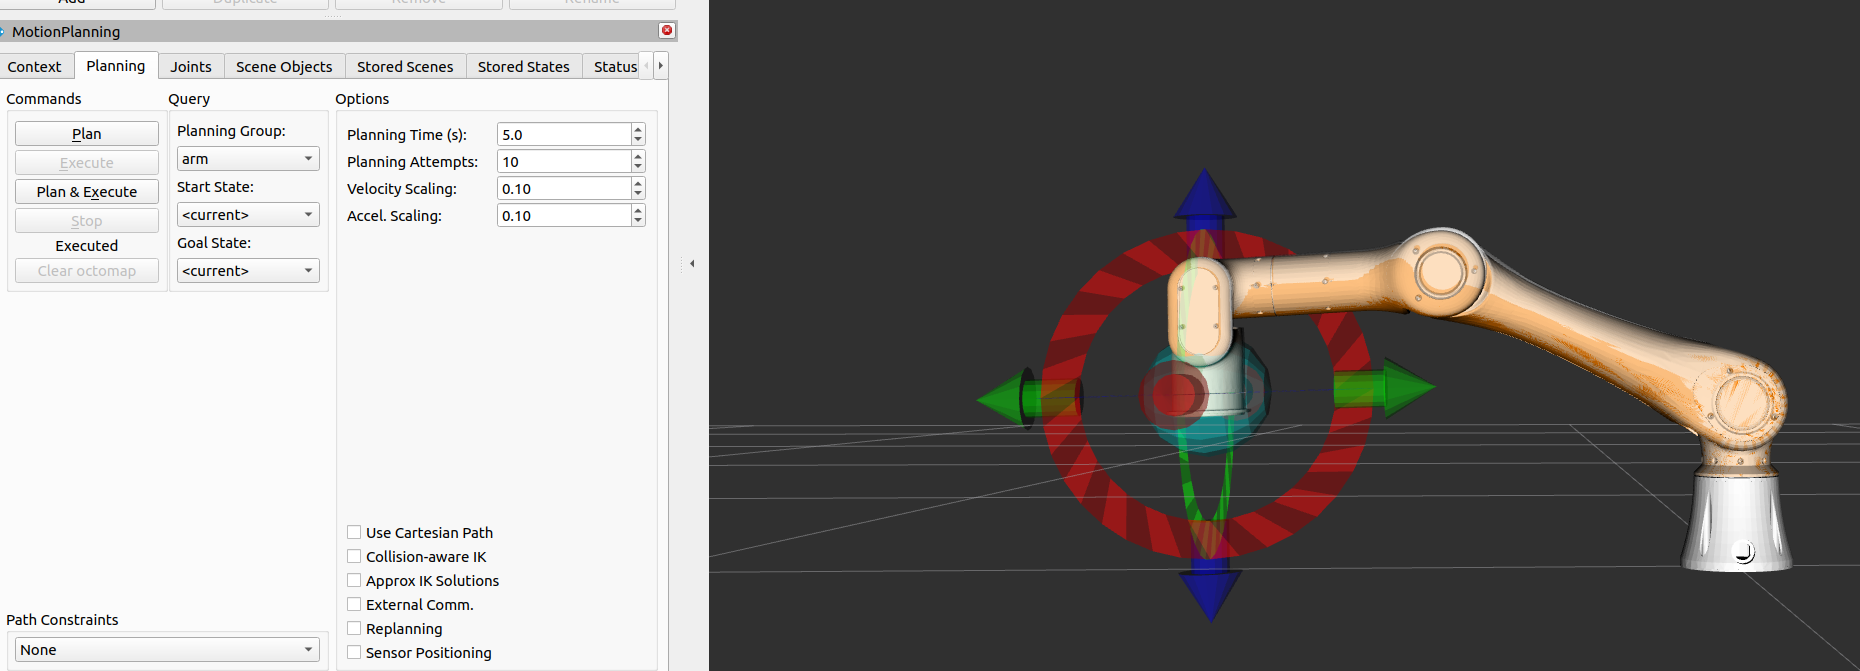 Add Duplicate Remove Rename
MotionPlanning
Context Planning Joints Scene Objects Stored Scenes Stored States Status
Commands Query Options
Plan
Execute
Plan & Execute
Stop
Executed
Clear octomap
Planning Group:
arm
Start State:
<current>
Goal State:
<current>
Planning Time (s): 5.0
Planning Attempts: 10
Velocity Scaling: 0.10
Accel. Scaling: 0.10
Use Cartesian Path
Collision-aware IK
Approx IK Solutions
External Comm.
Replanning
Sensor Positioning
Path Constraints
None